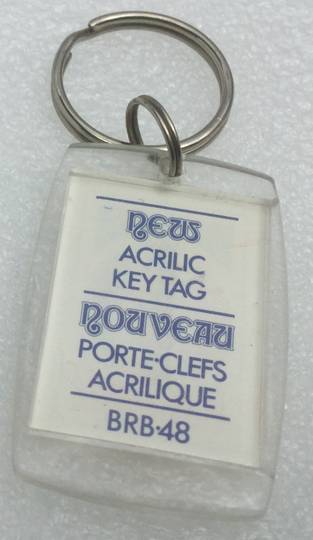 NEW
ACRILIC
KEY TAG
NOUVEAU
PORTE-CLEFS
ACRILIQUE
BRB·48